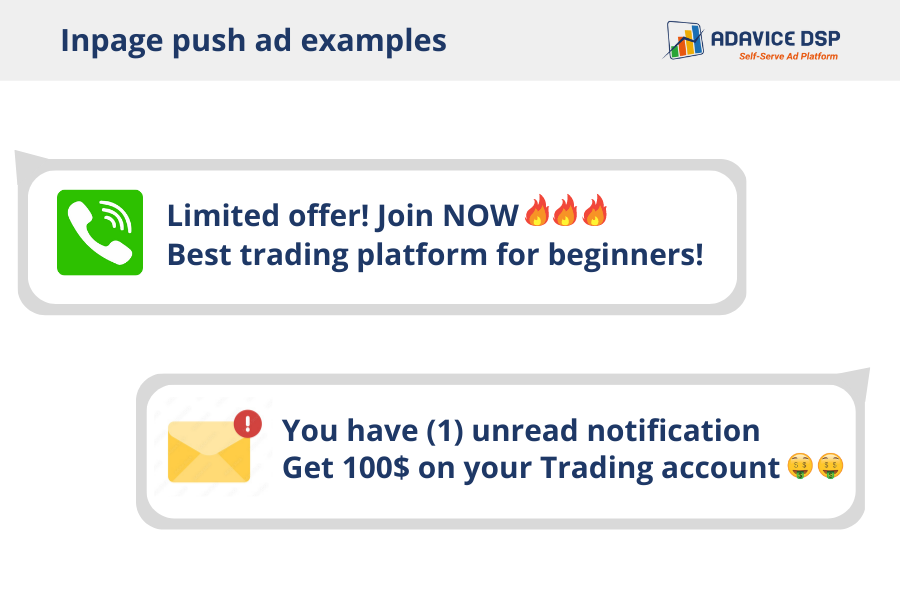 Inpage push ad examples
ADAVICE DSP
Self-Serve Ad Platform
Limited offer! Join NOW🔥🔥🔥
Best trading platform for beginners!
You have (1) unread notification
Get 100$ on your Trading account 🤑🤑